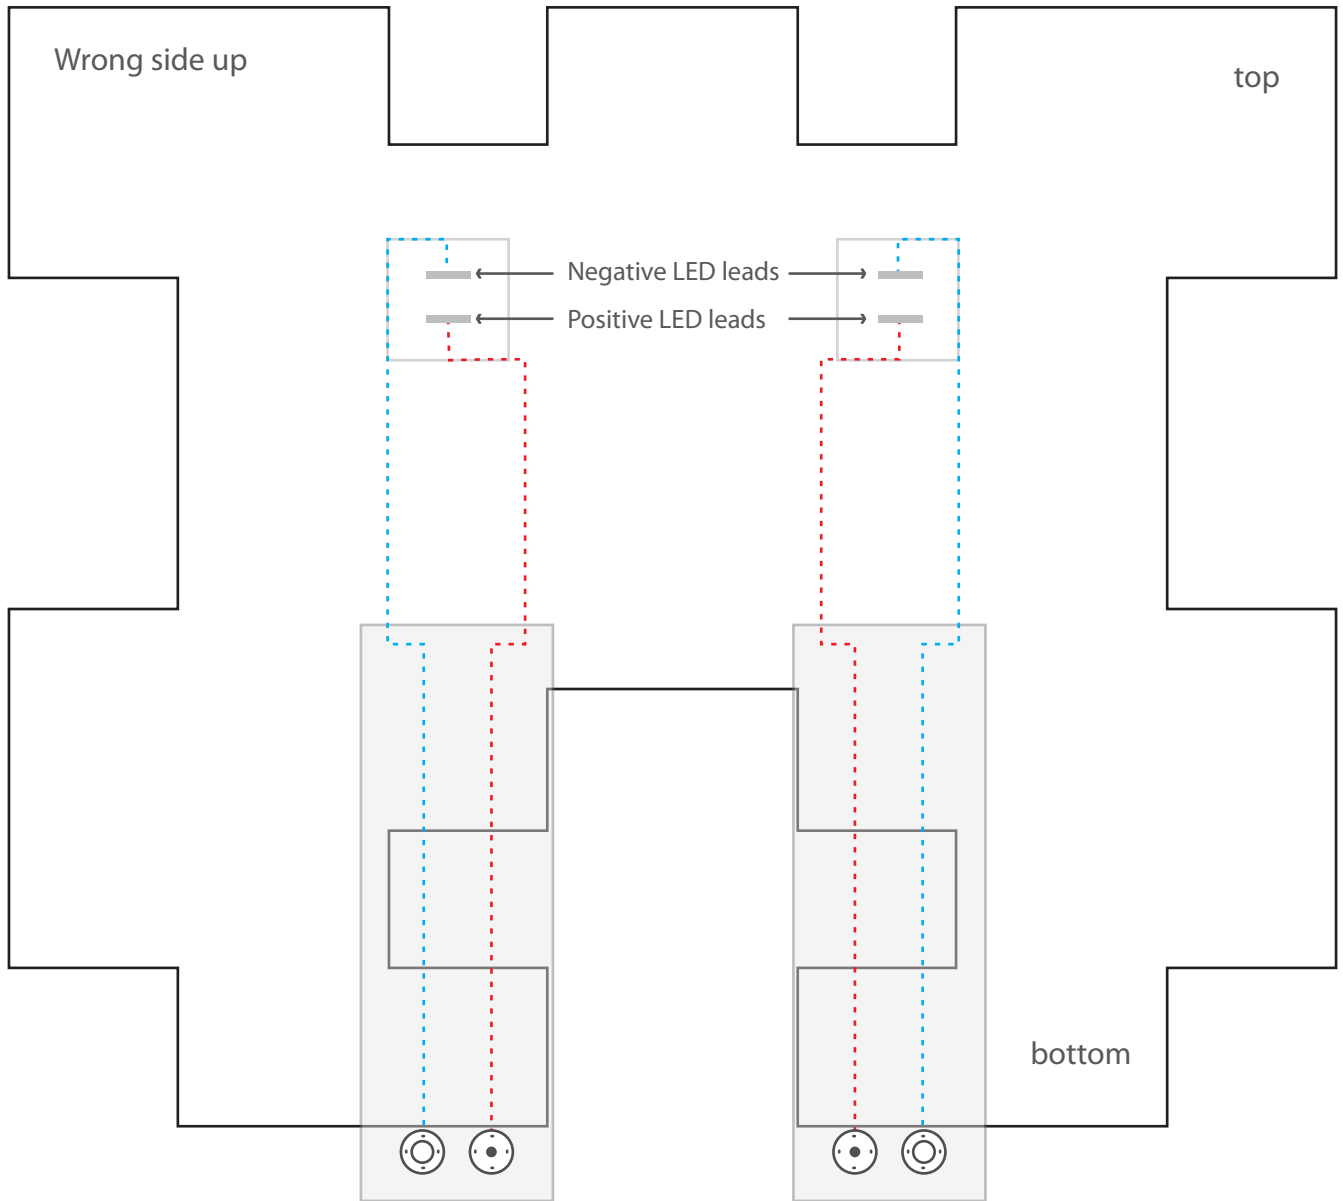 Wrong side up
top
Negative LED leads
Positive LED leads
bottom